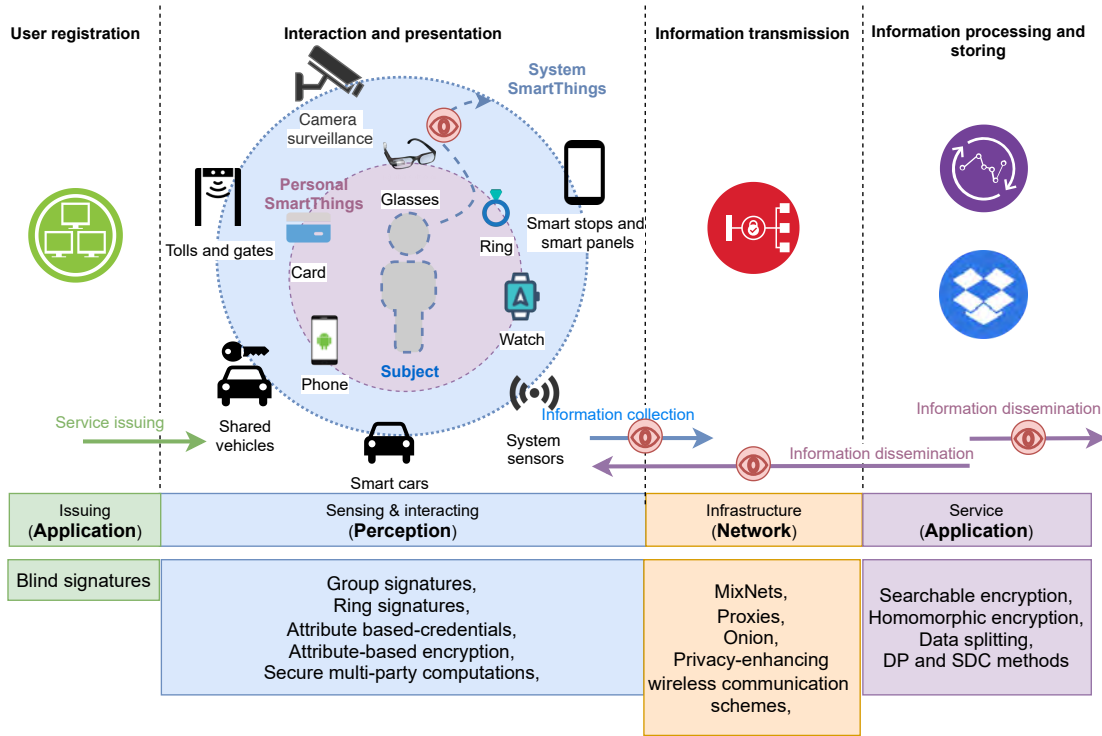 User registration
Interaction and presentation
Information transmission
Information processing and
storing
System
SmartThings
Camera
surveillance
Personal
SmartThings
Glasses
Ring
Smart stops and
smart panels
Tolls and gates
Card
Watch
Phone
Subject
Shared
vehicles
Smart cars
System
sensors
Service issuing
Information collection
Information dissemination
Information dissemination
Issuing
(Application)
Sensing & interacting
(Perception)
Infrastructure
(Network)
Service
(Application)
Blind signatures
Group signatures,
Ring signatures,
Attribute based-credentials,
Attribute-based encryption,
Secure multi-party computations,
MixNets,
Proxies,
Onion,
Privacy-enhancing
wireless communication
schemes,
Searchable encryption,
Homomorphic encryption,
Data splitting,
DP and SDC methods